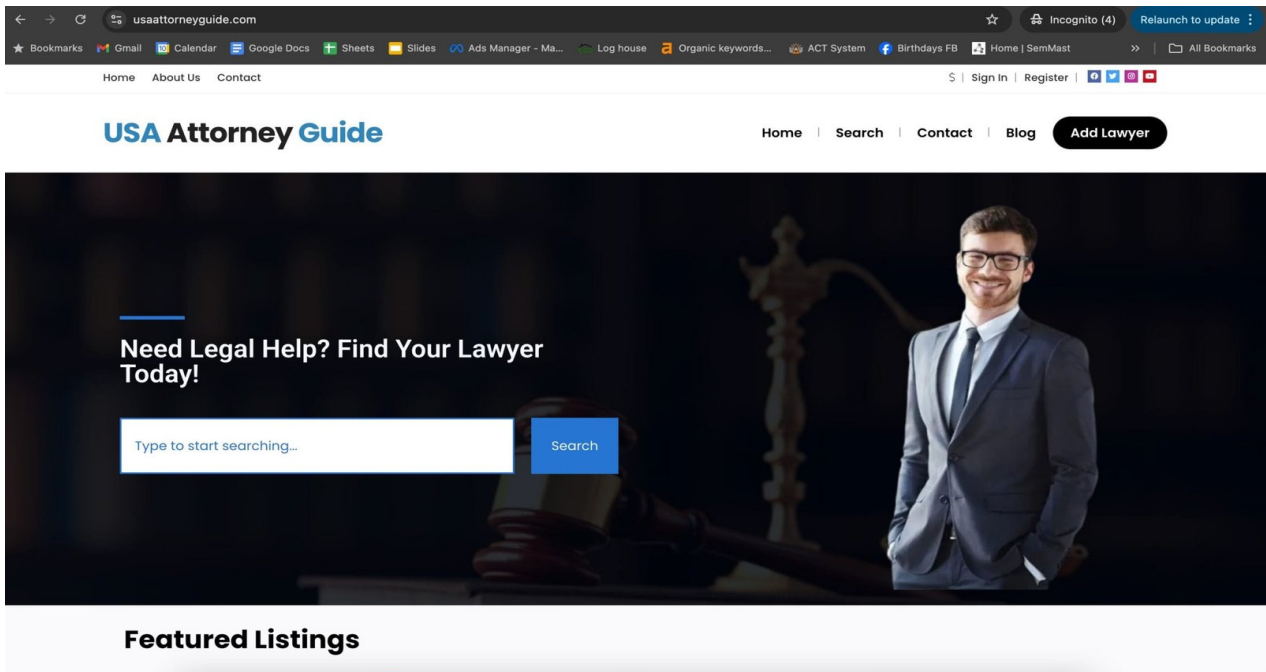 usaattorneyguide.com Incognito (4) Relaunch to update
Bookmarks Gmail Calendar Google Docs Sheets Slides Ads Manager - Ma... Log house Organic keywords... ACT System Birthdays FB Home | SemMast » All Bookmarks
Home About Us Contact $ | Sign In | Register |
USA Attorney Guide Home | Search | Contact | Blog Add Lawyer
Need Legal Help? Find Your Lawyer
Today!
Type to start searching... Search
Featured Listings